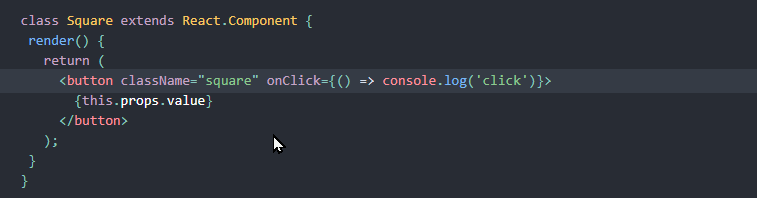 class Square extends React.Component {
render() {
return (
<button className="square" onClick={() => console.log('click')}>
{this.props.value}
</button>
);
}
}